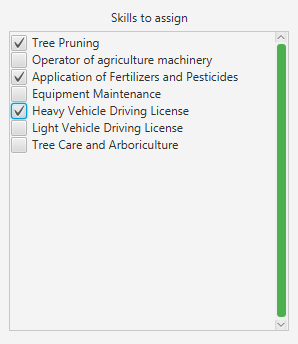 Skills to assign
Tree Pruning
Operator of agriculture machinery
Application of Fertilizers and Pesticides
Equipment Maintenance
Heavy Vehicle Driving License
Light Vehicle Driving License
Tree Care and Arboriculture